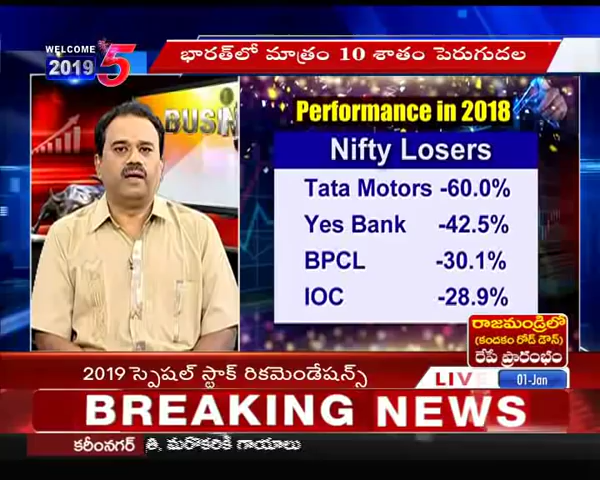 WELCOME
2019
5
భారత్‌లో మాత్రం 10 శాతం పెరుగుదల
BUSIN
Performance in 2018
Nifty Losers
Tata Motors -60.0%
Yes Bank -42.5%
BPCL -30.1%
IOC -28.9%
రాజమండ్రిలో
(కందకం రోడ్ డౌన్)
రేపే ప్రారంభం
2019 స్పెషల్ స్టాక్ రికమెండేషన్స్
LIVE
01-Jan
BREAKING NEWS
కరీంనగర్
తి, మరొకరికి గాయాలు